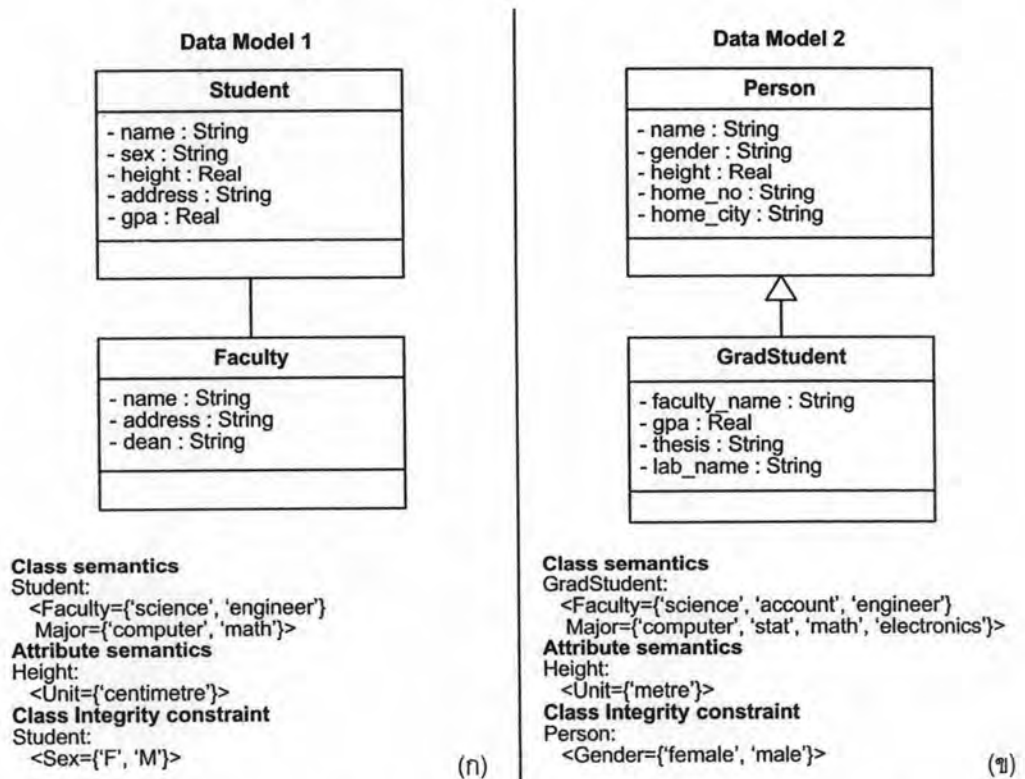 Data Model 1
Student
- name : String
- sex : String
- height : Real
- address : String
- gpa : Real
Faculty
- name : String
- address : String
- dean : String
Class semantics
Student:
<Faculty={‘science’, ‘engineer’}
Major={‘computer’, ‘math’}>
Attribute semantics
Height:
<Unit={‘centimetre’}>
Class Integrity constraint
Student:
<Sex={‘F’, ‘M’}>
(ก)
Data Model 2
Person
- name : String
- gender : String
- height : Real
- home_no : String
- home_city : String
GradStudent
- faculty_name : String
- gpa : Real
- thesis : String
- lab_name : String
Class semantics
GradStudent:
<Faculty={‘science’, ‘account’, ‘engineer’}
Major={‘computer’, ‘stat’, ‘math’, ‘electronics’}>
Attribute semantics
Height:
<Unit={‘metre’}>
Class Integrity constraint
Person:
<Gender={‘female’, ‘male’}>
(ข)